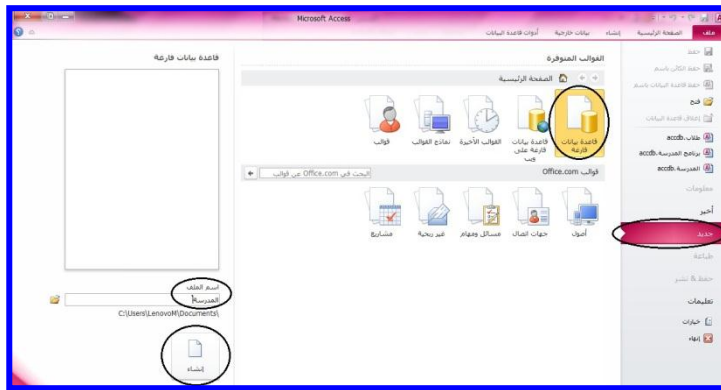 Microsoft Access
ملف
الصفحة الرئيسية
إنشاء
بيانات خارجية
أدوات قاعدة البيانات
حفظ
حفظ الكائن باسم
حفظ قاعدة البيانات باسم
فتح
إغلاق قاعدة البيانات
طلاب.accdb
برنامج المدرسة.accdb
المدرسة.accdb
معلومات
أخير
جديد
طباعة
حفظ & نشر
تعليمات
خيارات
إنهاء
القوالب المتوفرة
الصفحة الرئيسية
قاعدة بيانات فارغة
قاعدة بيانات فارغة على ويب
القوالب الأخيرة
نماذج القوالب
قوالب
قوالب Office.com
البحث في Office.com عن قوالب
أصول
جهات اتصال
مسائل ومهام
غير ربحية
مشاريع
قاعدة بيانات فارغة
اسم الملف
المدرسة
C:\Users\LenovoM\Documents\
إنشاء